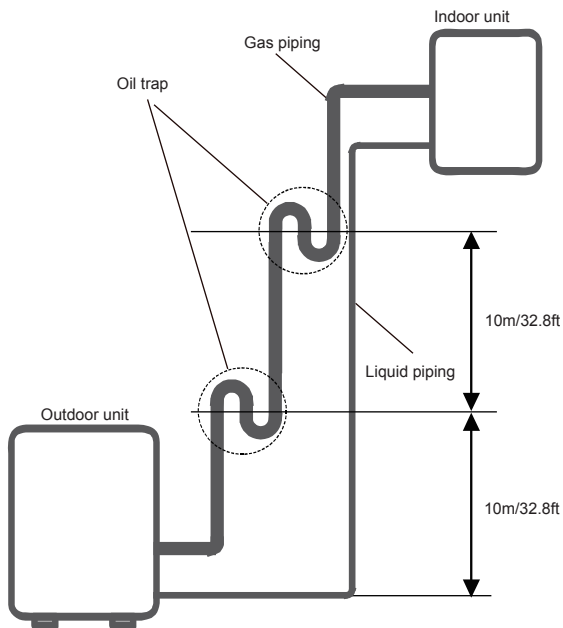 Indoor unit
Gas piping
Oil trap
10m/32.8ft
Liquid piping
Outdoor unit
10m/32.8ft